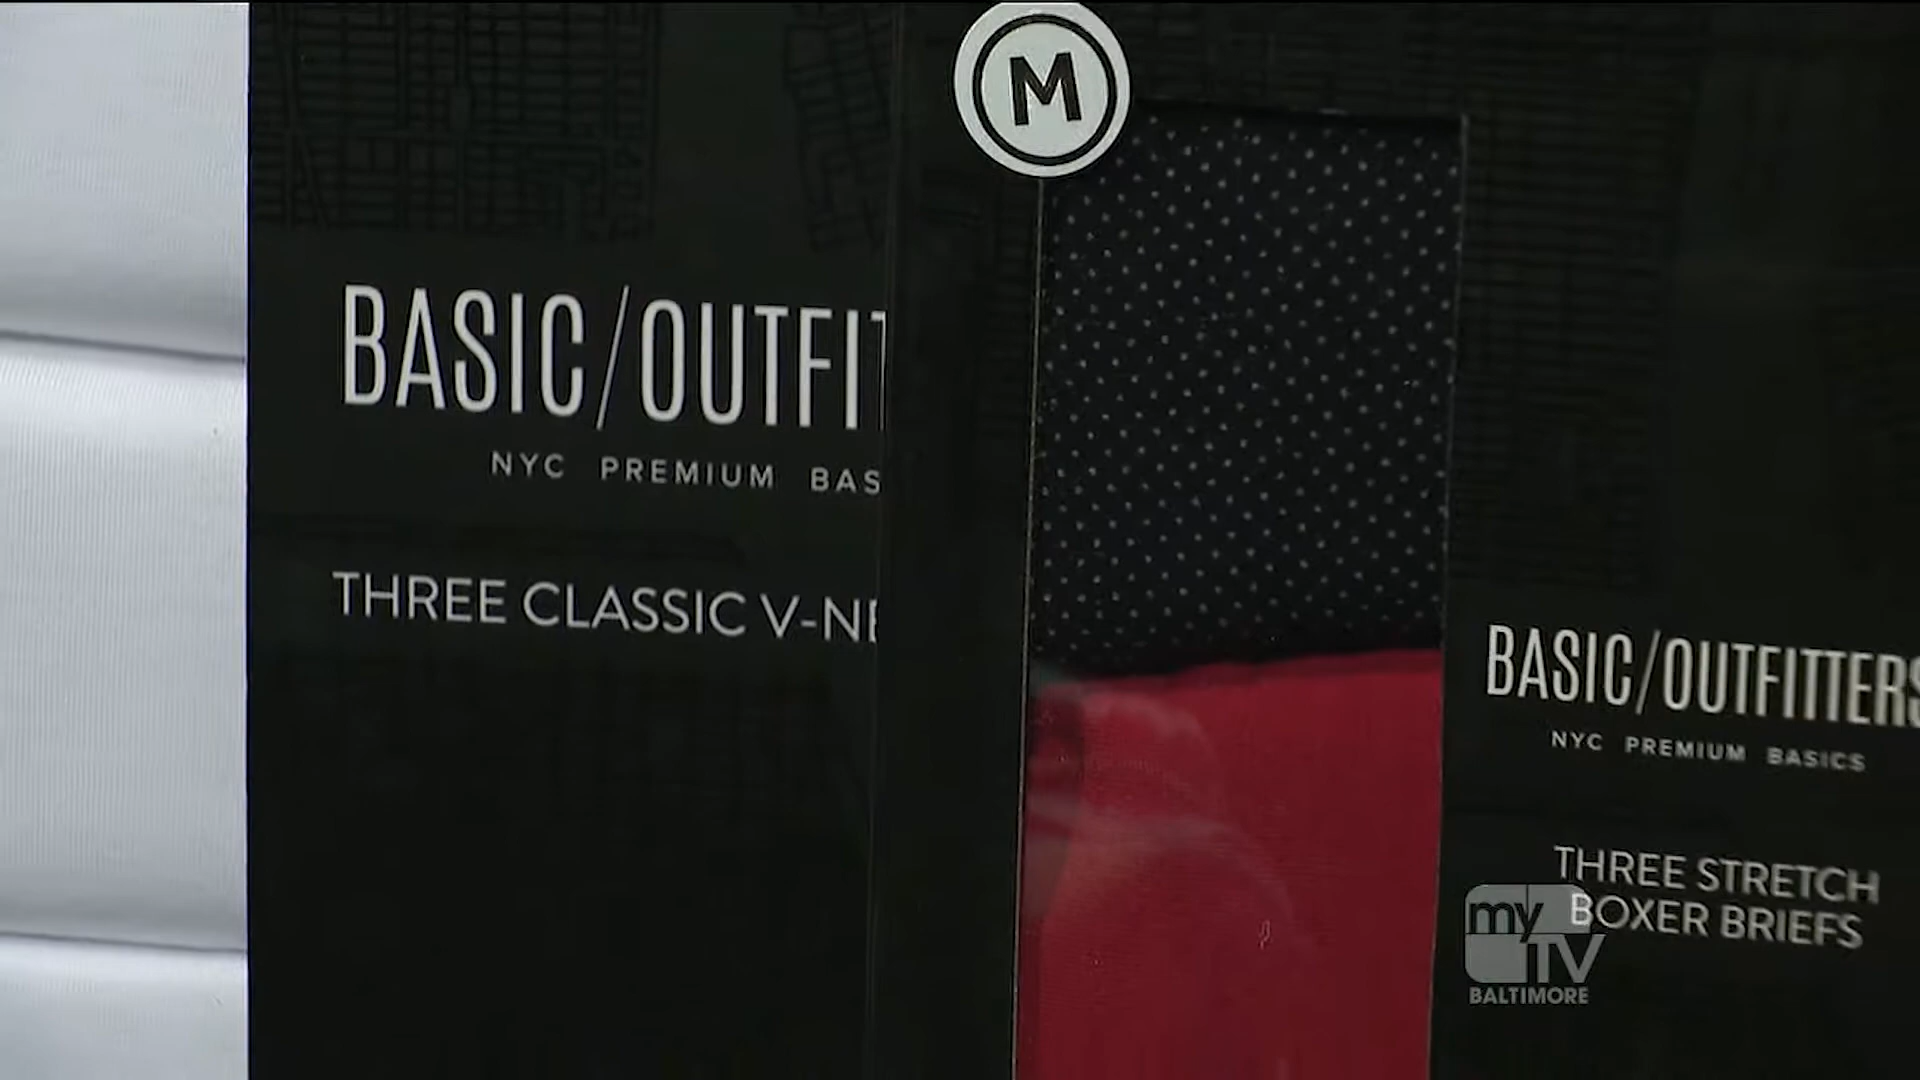 M
BASIC/OUTFIT
NYC PREMIUM BAS
THREE CLASSIC V-NE
BASIC/OUTFITTERS
NYC PREMIUM BASICS
THREE STRETCH
BOXER BRIEFS
my
TV
BALTIMORE